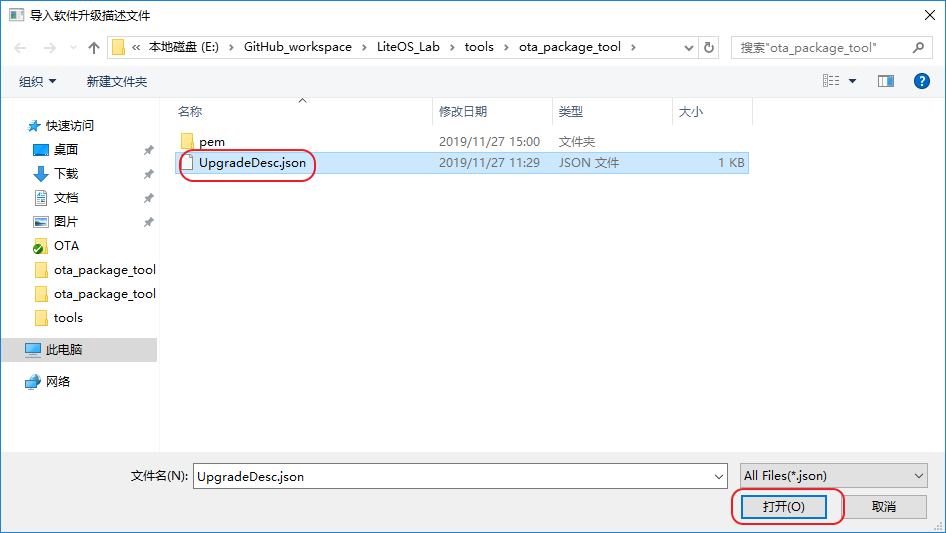 导入软件升级描述文件
« 本地磁盘 (E:) › GitHub_workspace › LiteOS_Lab › tools › ota_package_tool ›
搜索"ota_package_tool"
组织 新建文件夹
名称 修改日期 类型 大小
快速访问
桌面
下载
文档
图片
OTA
ota_package_tool
ota_package_tool
tools
此电脑
网络
pem 2019/11/27 15:00 文件夹
UpgradeDesc.json 2019/11/27 11:29 JSON 文件 1 KB
文件名(N): UpgradeDesc.json All Files(*.json)
打开(O) 取消